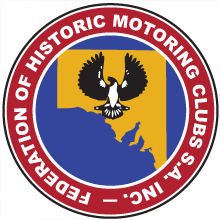 FEDERATION OF HISTORIC MOTORING CLUBS S.A. INC. —